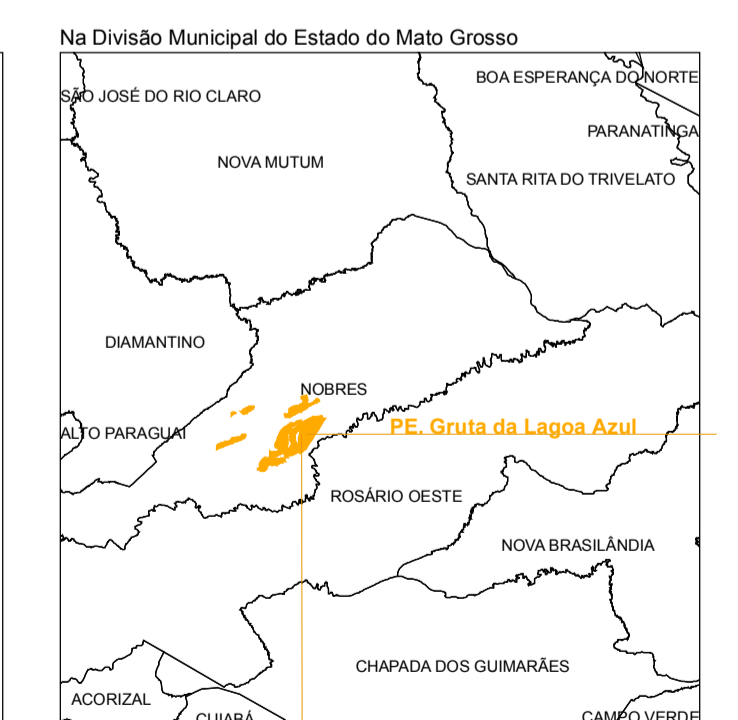 Na Divisão Municipal do Estado do Mato Grosso
BOA ESPERANÇA DO NORTE
SÃO JOSÉ DO RIO CLARO
PARANATINGA
NOVA MUTUM
SANTA RITA DO TRIVELATO
DIAMANTINO
NOBRES
PE. Gruta da Lagoa Azul
ALTO PARAGUAI
ROSÁRIO OESTE
NOVA BRASILÂNDIA
CHAPADA DOS GUIMARÃES
ACORIZAL
CUIABÁ
CAMPO VERDE